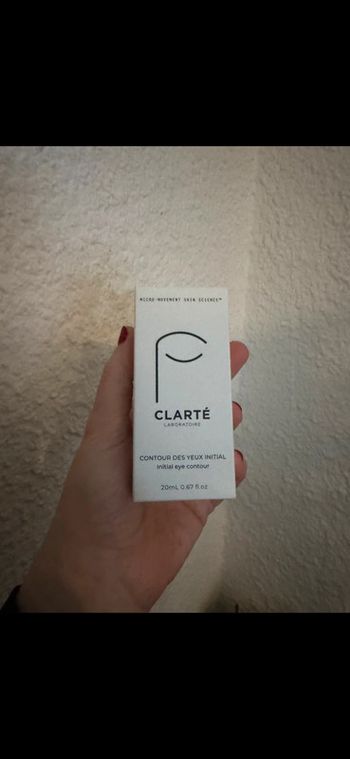 MICRO-MOVEMENT SKIN SCIENCE™
CLARTÉ
LABORATOIRE
CONTOUR DES YEUX INITIAL
Initial eye contour
20mL 0.67 fl.oz